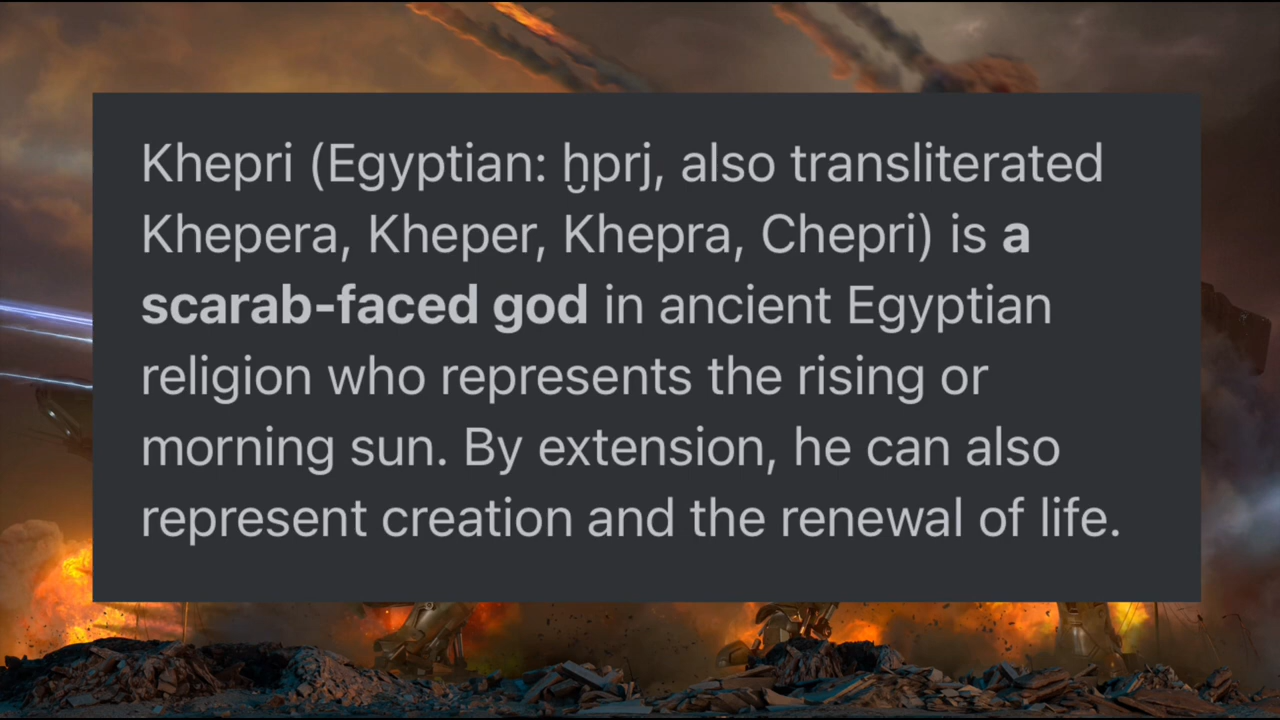 Khepri (Egyptian: ḫprj, also transliterated
Khepera, Kheper, Khepra, Chepri) is a
scarab-faced god in ancient Egyptian
religion who represents the rising or
morning sun. By extension, he can also
represent creation and the renewal of life.